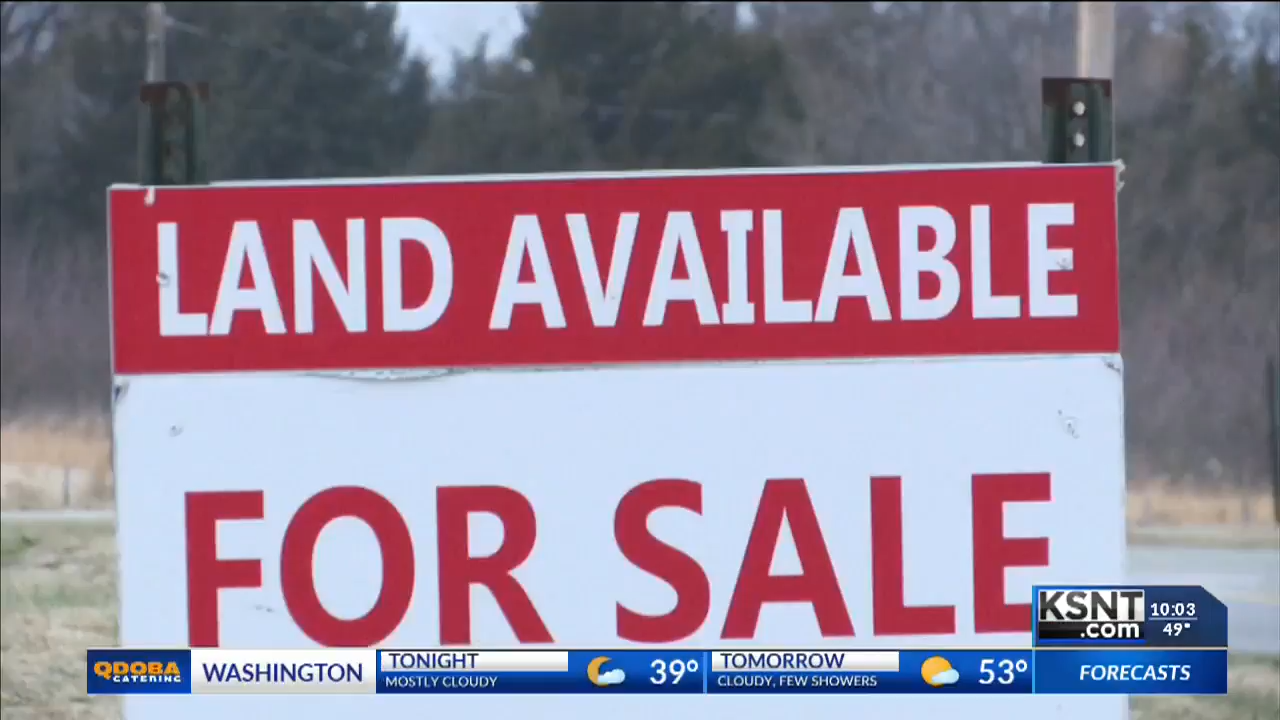 LAND AVAILABLE
FOR SALE
KSNT
.com
10:03
49°
QDOBA
CATERING
WASHINGTON
TONIGHT
MOSTLY CLOUDY
39°
TOMORROW
CLOUDY, FEW SHOWERS
53°
FORECASTS